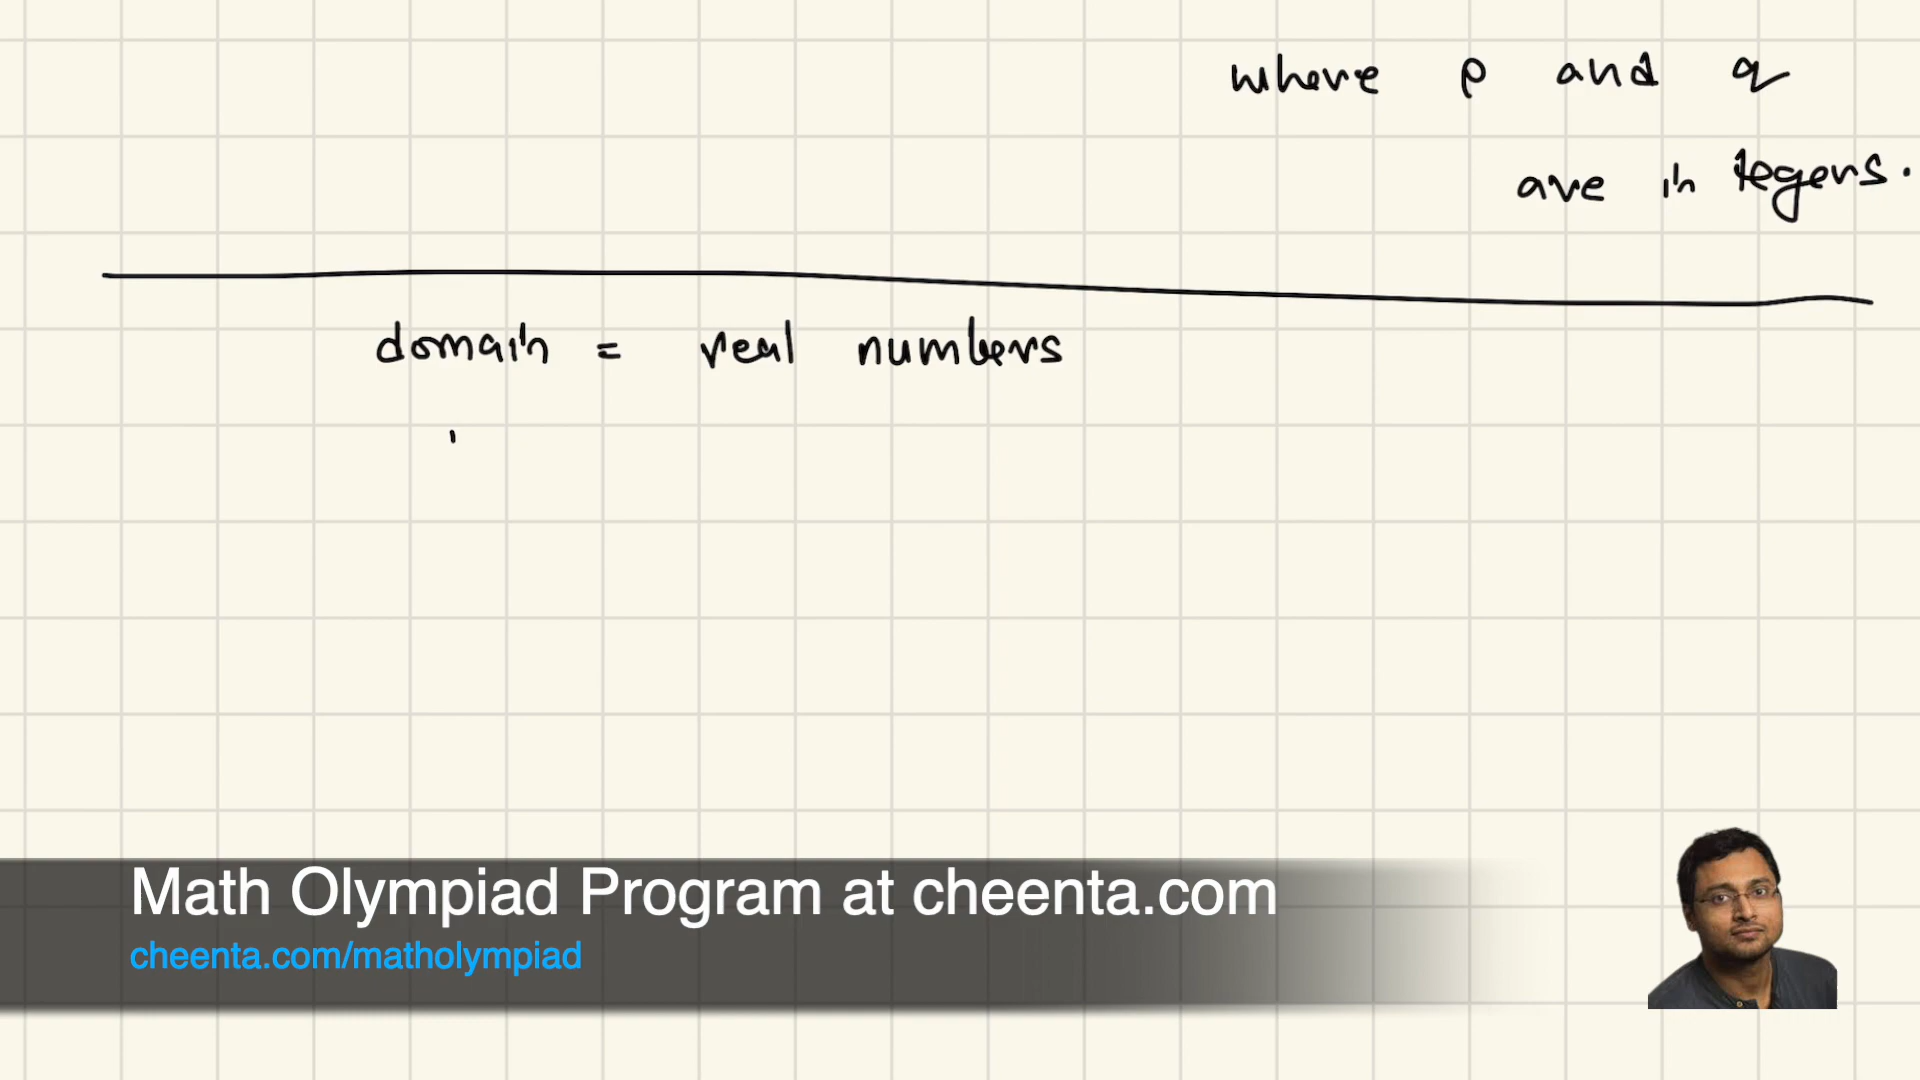 where p and q
are integers.
domain = real numbers
Math Olympiad Program at cheenta.com
cheenta.com/matholympiad